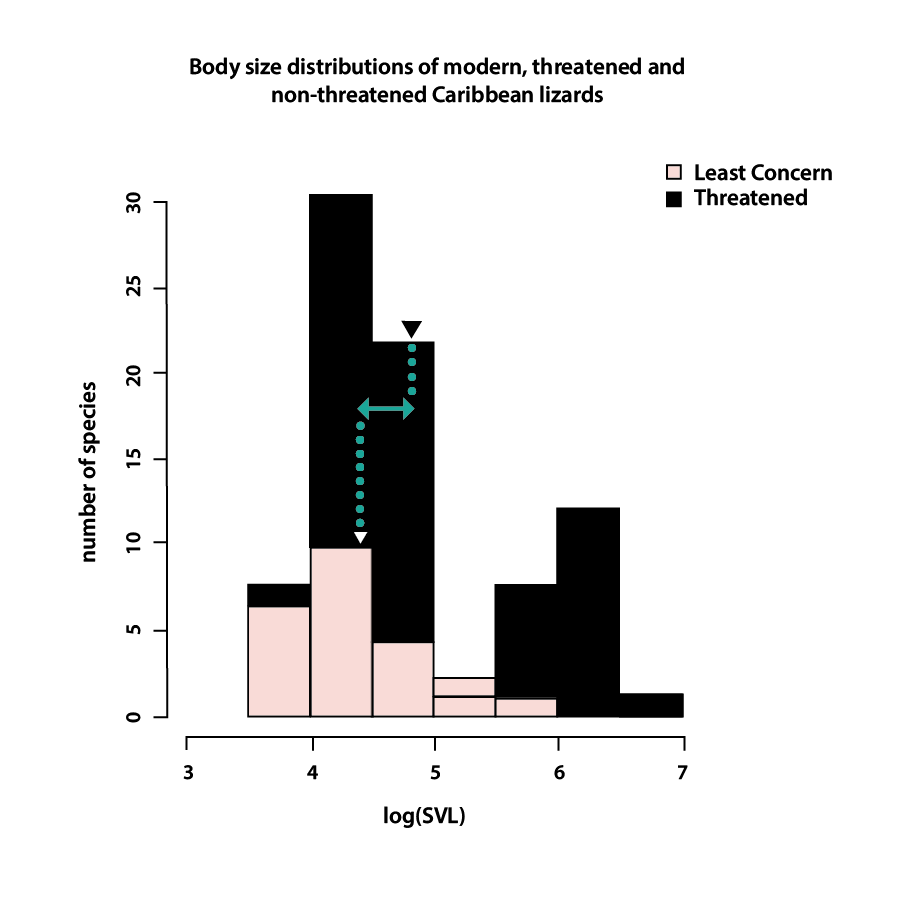 Body size distributions of modern, threatened and
non-threatened Caribbean lizards
Least Concern
Threatened
number of species
30
25
20
15
10
5
0
3 4 5 6 7
log(SVL)